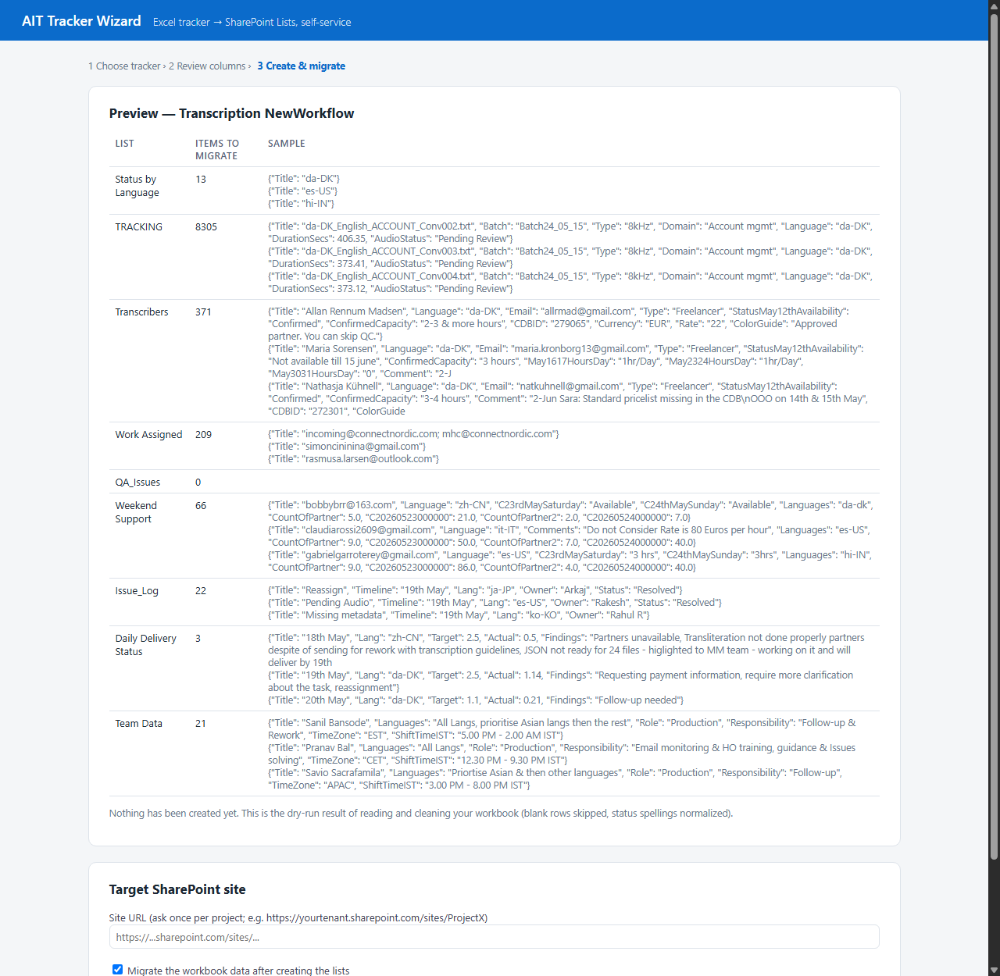 AIT Tracker Wizard Excel tracker → SharePoint Lists, self-service
1 Choose tracker › 2 Review columns › 3 Create & migrate
Preview — Transcription NewWorkflow
LIST ITEMS TO MIGRATE SAMPLE
Status by Language 13
{"Title": "da-DK"}
{"Title": "es-US"}
{"Title": "hi-IN"}
TRACKING 8305
{"Title": "da-DK_English_ACCOUNT_Conv002.txt", "Batch": "Batch24_05_15", "Type": "8kHz", "Domain": "Account mgmt", "Language": "da-DK",
"DurationSecs": 406.35, "AudioStatus": "Pending Review"}
{"Title": "da-DK_English_ACCOUNT_Conv003.txt", "Batch": "Batch24_05_15", "Type": "8kHz", "Domain": "Account mgmt", "Language": "da-DK",
"DurationSecs": 373.41, "AudioStatus": "Pending Review"}
{"Title": "da-DK_English_ACCOUNT_Conv004.txt", "Batch": "Batch24_05_15", "Type": "8kHz", "Domain": "Account mgmt", "Language": "da-DK",
"DurationSecs": 373.12, "AudioStatus": "Pending Review"}
Transcribers 371
{"Title": "Allan Rennum Madsen", "Language": "da-DK", "Email": "allrmad@gmail.com", "Type": "Freelancer", "StatusMay12thAvailability":
"Confirmed", "ConfirmedCapacity": "2-3 & more hours", "CDBID": "279065", "Currency": "EUR", "Rate": "22", "ColorGuide": "Approved
partner. You can skip QC."}
{"Title": "Maria Sorensen", "Language": "da-DK", "Email": "maria.kronborg13@gmail.com", "Type": "Freelancer", "StatusMay12thAvailability":
"Not available till 15 june", "ConfirmedCapacity": "3 hours", "May1617HoursDay": "1hr/Day", "May2324HoursDay": "1hr/Day",
"May3031HoursDay": "0", "Comment": "2-J
{"Title": "Nathasja Kühnell", "Language": "da-DK", "Email": "natkuhnell@gmail.com", "Type": "Freelancer", "StatusMay12thAvailability":
"Confirmed", "ConfirmedCapacity": "3-4 hours", "Comment": "2-Jun Sara: Standard pricelist missing in the CDB\nOOO on 14th & 15th May",
"CDBID": "272301", "ColorGuide
Work Assigned 209
{"Title": "incoming@connectnordic.com; mhc@connectnordic.com"}
{"Title": "simoncininina@gmail.com"}
{"Title": "rasmusa.larsen@outlook.com"}
QA_Issues 0
Weekend Support 66
{"Title": "bobbybrr@163.com", "Language": "zh-CN", "C23rdMaySaturday": "Available", "C24thMaySunday": "Available", "Languages": "da-dk",
"CountOfPartner": 5.0, "C20260523000000": 21.0, "CountOfPartner2": 2.0, "C20260524000000": 7.0}
{"Title": "claudiarossi2609@gmail.com", "Language": "it-IT", "Comments": "Do not Consider Rate is 80 Euros per hour", "Languages": "es-US",
"CountOfPartner": 9.0, "C20260523000000": 50.0, "CountOfPartner2": 7.0, "C20260524000000": 40.0}
{"Title": "gabrielgarroterey@gmail.com", "Language": "es-US", "C23rdMaySaturday": "3 hrs", "C24thMaySunday": "3hrs", "Languages": "hi-IN",
"CountOfPartner": 9.0, "C20260523000000": 86.0, "CountOfPartner2": 4.0, "C20260524000000": 40.0}
Issue_Log 22
{"Title": "Reassign", "Timeline": "19th May", "Lang": "ja-JP", "Owner": "Arkaj", "Status": "Resolved"}
{"Title": "Pending Audio", "Timeline": "19th May", "Lang": "es-US", "Owner": "Rakesh", "Status": "Resolved"}
{"Title": "Missing metadata", "Timeline": "19th May", "Lang": "ko-KO", "Owner": "Rahul R"}
Daily Delivery Status 3
{"Title": "18th May", "Lang": "zh-CN", "Target": 2.5, "Actual": 0.5, "Findings": "Partners unavailable, Transliteration not done properly partners
despite of sending for rework with transcription guidelines, JSON not ready for 24 files - higlighted to MM team - working on it and will
deliver by 19th
{"Title": "19th May", "Lang": "da-DK", "Target": 2.5, "Actual": 1.14, "Findings": "Requesting payment information, require more clarification
about the task, reassignment"}
{"Title": "20th May", "Lang": "da-DK", "Target": 1.1, "Actual": 0.21, "Findings": "Follow-up needed"}
Team Data 21
{"Title": "Sanil Bansode", "Languages": "All Langs, prioritise Asian langs then the rest", "Role": "Production", "Responsibility": "Follow-up &
Rework", "TimeZone": "EST", "ShiftTimeIST": "5.00 PM - 2.00 AM IST"}
{"Title": "Pranav Bal", "Languages": "All Langs", "Role": "Production", "Responsibility": "Email monitoring & HO training, guidance & Issues
solving", "TimeZone": "CET", "ShiftTimeIST": "12.30 PM - 9.30 PM IST"}
{"Title": "Savio Sacrafamila", "Languages": "Priortise Asian & then other languages", "Role": "Production", "Responsibility": "Follow-up",
"TimeZone": "APAC", "ShiftTimeIST": "3.00 PM - 8.00 PM IST"}
Nothing has been created yet. This is the dry-run result of reading and cleaning your workbook (blank rows skipped, status spellings normalized).
Target SharePoint site
Site URL (ask once per project; e.g. https://yourtenant.sharepoint.com/sites/ProjectX)
https://...sharepoint.com/sites/...
Migrate the workbook data after creating the lists